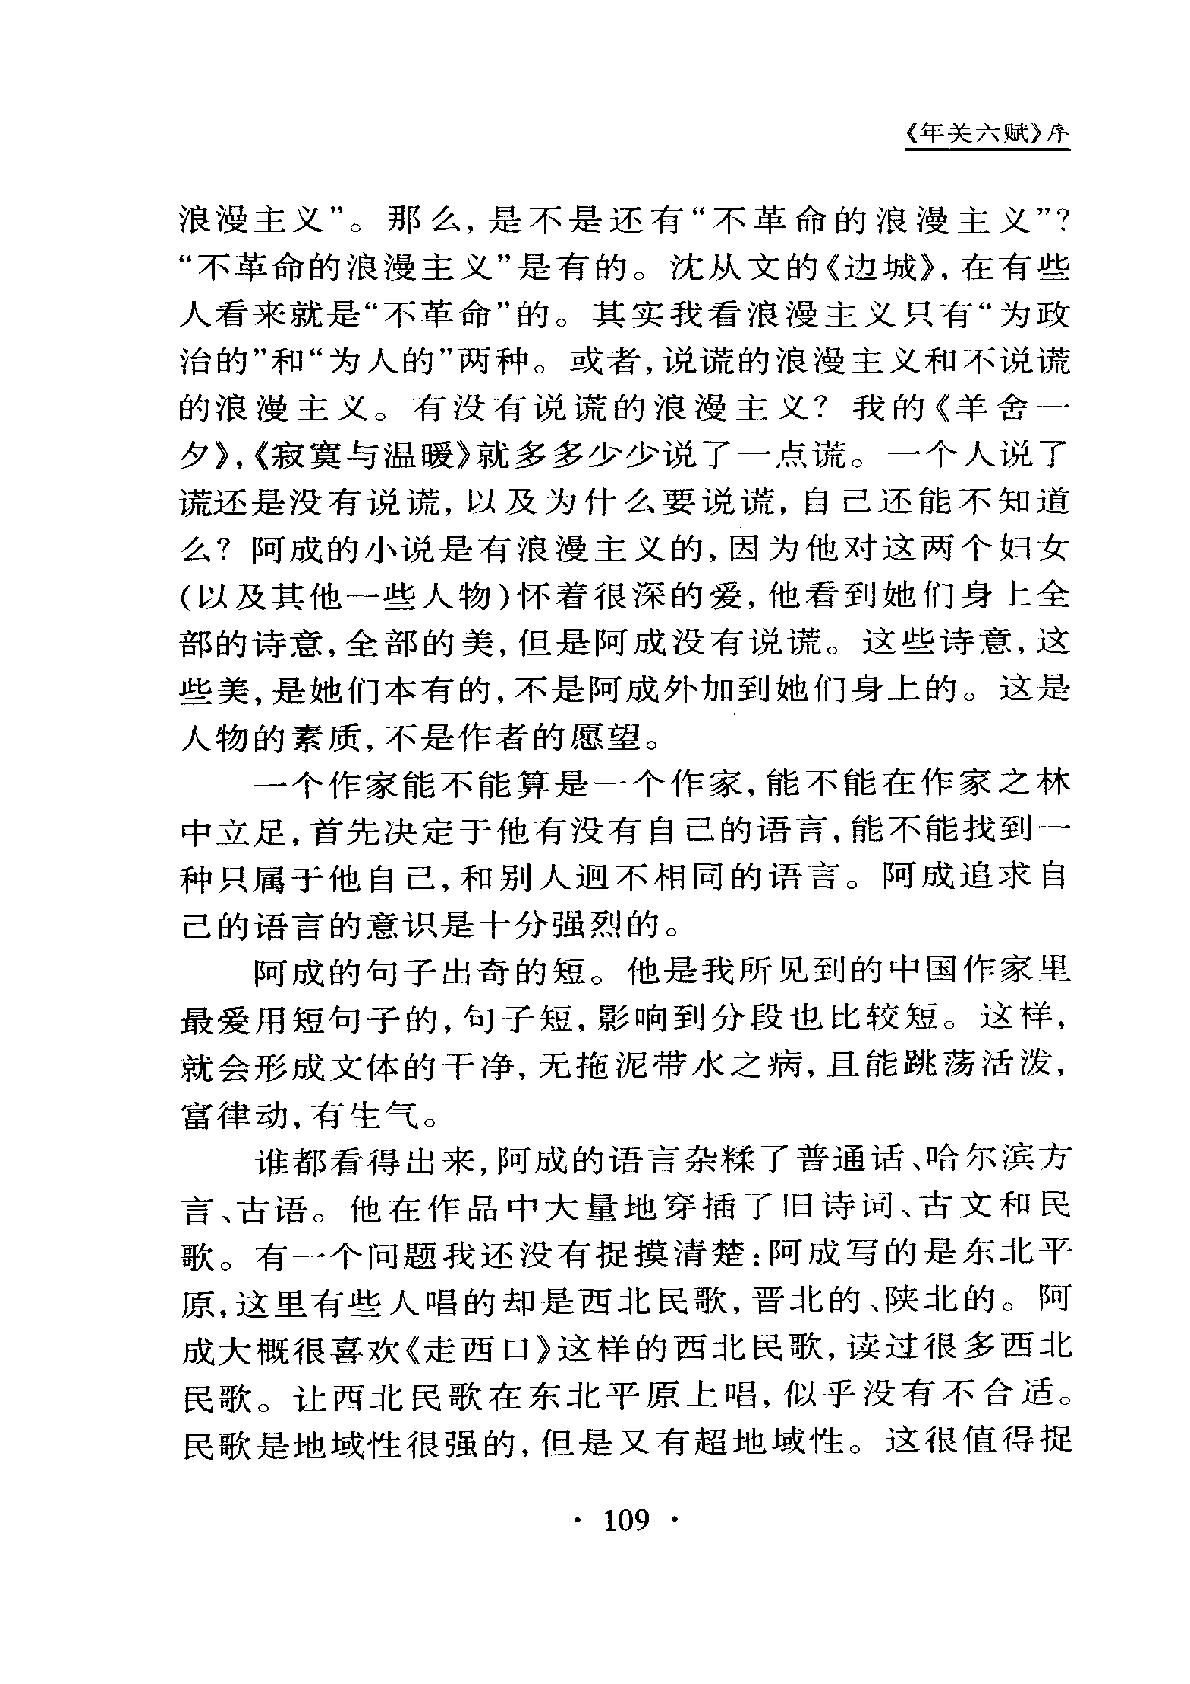 《年关六赋》序
浪漫主义”。那么，是不是还有“不革命的浪漫主义”？
“不革命的浪漫主义”是有的。沈从文的《边城》，在有些
人看来就是“不革命”的。其实我看浪漫主义只有“为政
治的”和“为人的”两种。或者，说谎的浪漫主义和不说谎
的浪漫主义。有没有说谎的浪漫主义？我的《羊舍一
夕》，《寂寞与温暖》就多多少少说了一点谎。一个人说了
谎还是没有说谎，以及为什么要说谎，自己还能不知道
么？阿成的小说是有浪漫主义的，因为他对这两个妇女
（以及其他一些人物）怀着很深的爱，他看到她们身上全
部的诗意，全部的美，但是阿成没有说谎。这些诗意，这
些美，是她们本有的，不是阿成外加到她们身上的。这是
人物的素质，不是作者的愿望。
一个作家能不能算是一个作家，能不能在作家之林
中立足，首先决定于他有没有自己的语言，能不能找到一
种只属于他自己，和别人迥不相同的语言。阿成追求自
己的语言的意识是十分强烈的。
阿成的句子出奇的短。他是我所见到的中国作家里
最爱用短句子的，句子短，影响到分段也比较短。这样，
就会形成文体的干净，无拖泥带水之病，且能跳荡活泼，
富律动，有生气。
谁都看得出来，阿成的语言杂糅了普通话、哈尔滨方
言、古语。他在作品中大量地穿插了旧诗词、古文和民
歌。有一个问题我还没有捉摸清楚：阿成写的是东北平
原，这里有些人唱的却是西北民歌，晋北的、陕北的。阿
成大概很喜欢《走西口》这样的西北民歌，读过很多西北
民歌。让西北民歌在东北平原上唱，似乎没有不合适。
民歌是地域性很强的，但是又有超地域性。这很值得捉
· 109 ·